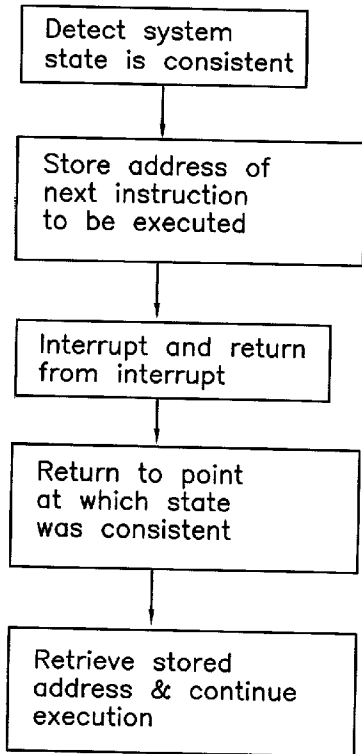 Detect system
state is consistent
Store address of
next instruction
to be executed
Interrupt and return
from interrupt
Return to point
at which state
was consistent
Retrieve stored
address & continue
execution